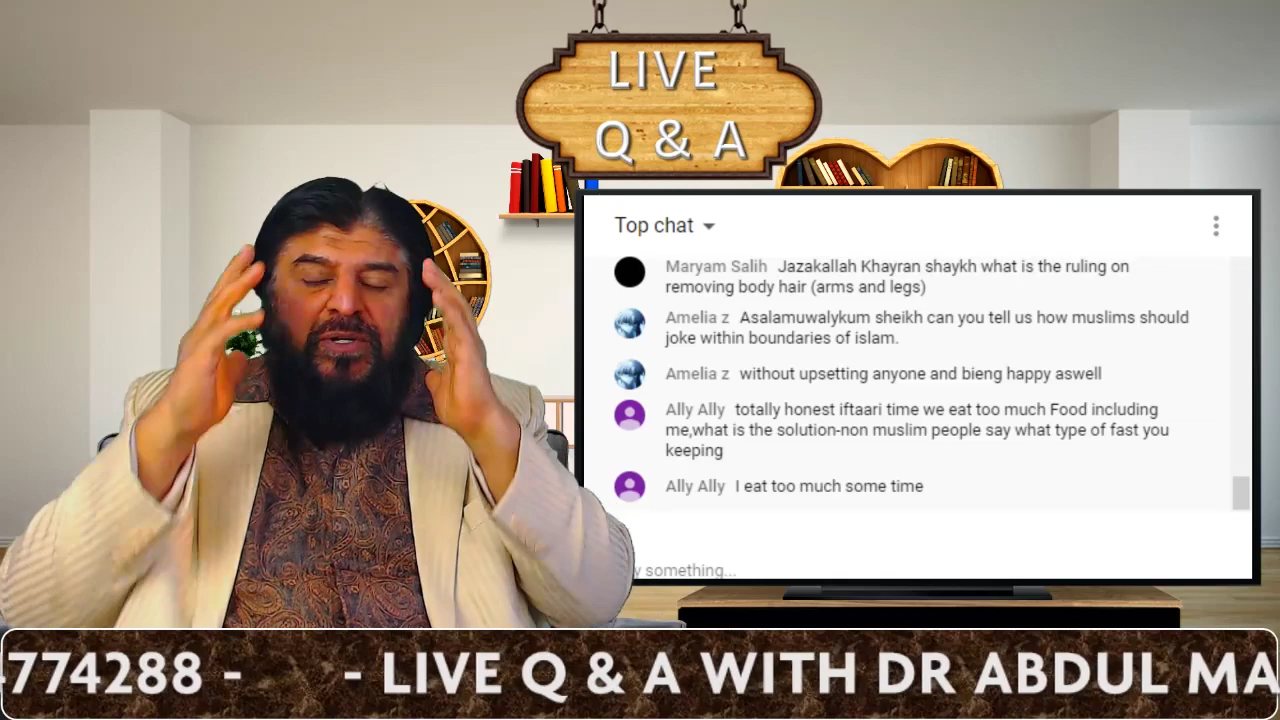 LIVE
Q & A
Top chat
Maryam Salih Jazakallah Khayran shaykh what is the ruling on
removing body hair (arms and legs)
Amelia z Asalamuwalykum sheikh can you tell us how muslims should
joke within boundaries of islam.
Amelia z without upsetting anyone and bieng happy aswell
Ally Ally totally honest iftaari time we eat too much Food including
me,what is the solution-non muslim people say what type of fast you
keeping
Ally Ally I eat too much some time
y something...
774288 - - LIVE Q & A WITH DR ABDUL MA